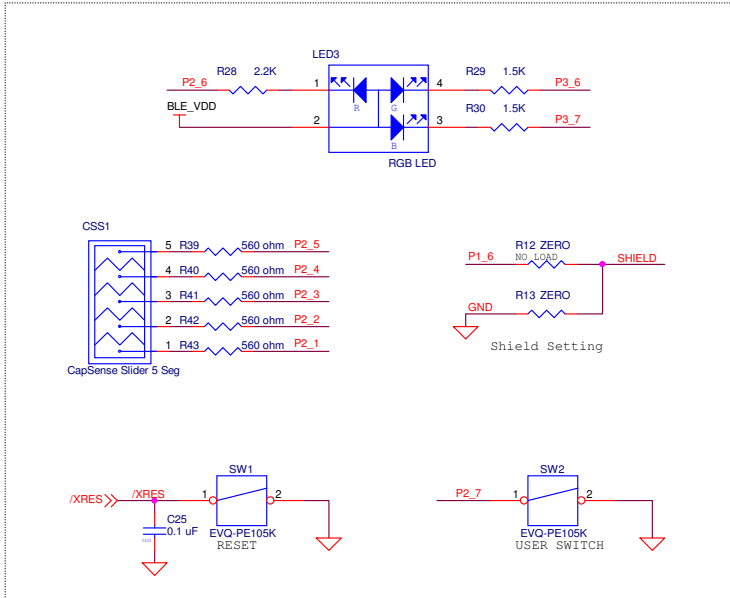 LED3
R28 2.2K
R29 1.5K
P2_6
1
4
P3_6
R
G
BLE_VDD
R30 1.5K
2
3
P3_7
B
RGB LED
CSS1
5 R39 560 ohm P2_5
4 R40 560 ohm P2_4
3 R41 560 ohm P2_3
2 R42 560 ohm P2_2
1 R43 560 ohm P2_1
CapSense Slider 5 Seg
R12 ZERO
P1_6 NO LOAD SHIELD
R13 ZERO
GND
Shield Setting
SW1
/XRES /XRES 1 2
C25
0.1 uF
EVQ-PE105K
RESET
SW2
P2_7 1 2
EVQ-PE105K
USER SWITCH